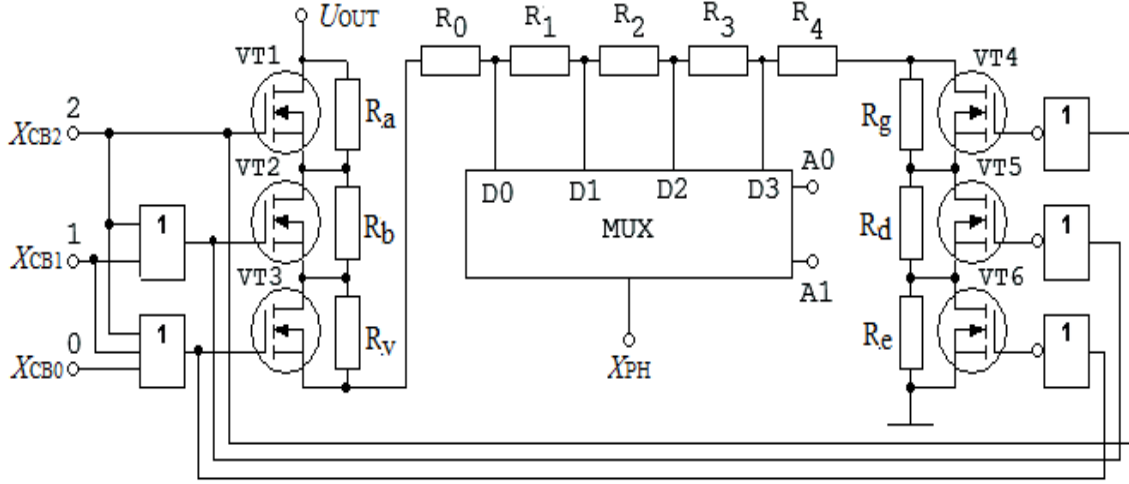 UOUT
R0 R1 R2 R3 R4
VT1 VT4
2 Ra Rg 1
XCB2 A0
VT2 D0 D1 D2 D3 VT5
1 1 Rb MUX Rd 1
XCB1
VT3 A1 VT6
0 1 Rv Re 1
XCB0 XPH